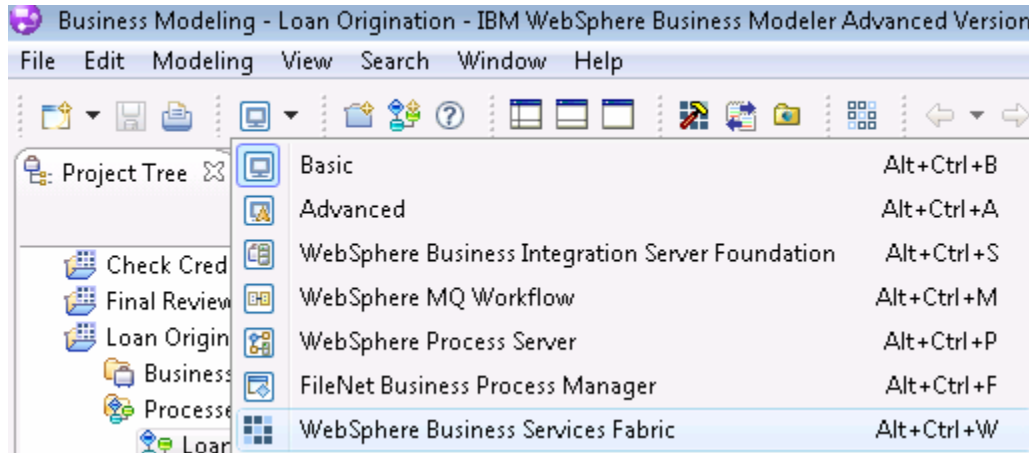 Business Modeling - Loan Origination - IBM WebSphere Business Modeler Advanced Version
File Edit Modeling View Search Window Help
Project Tree
Basic Alt+Ctrl+B
Advanced Alt+Ctrl+A
WebSphere Business Integration Server Foundation Alt+Ctrl+S
Check Cred
WebSphere MQ Workflow Alt+Ctrl+M
Final Review
Loan Origin
WebSphere Process Server Alt+Ctrl+P
Business
FileNet Business Process Manager Alt+Ctrl+F
Processe
WebSphere Business Services Fabric Alt+Ctrl+W
Loan